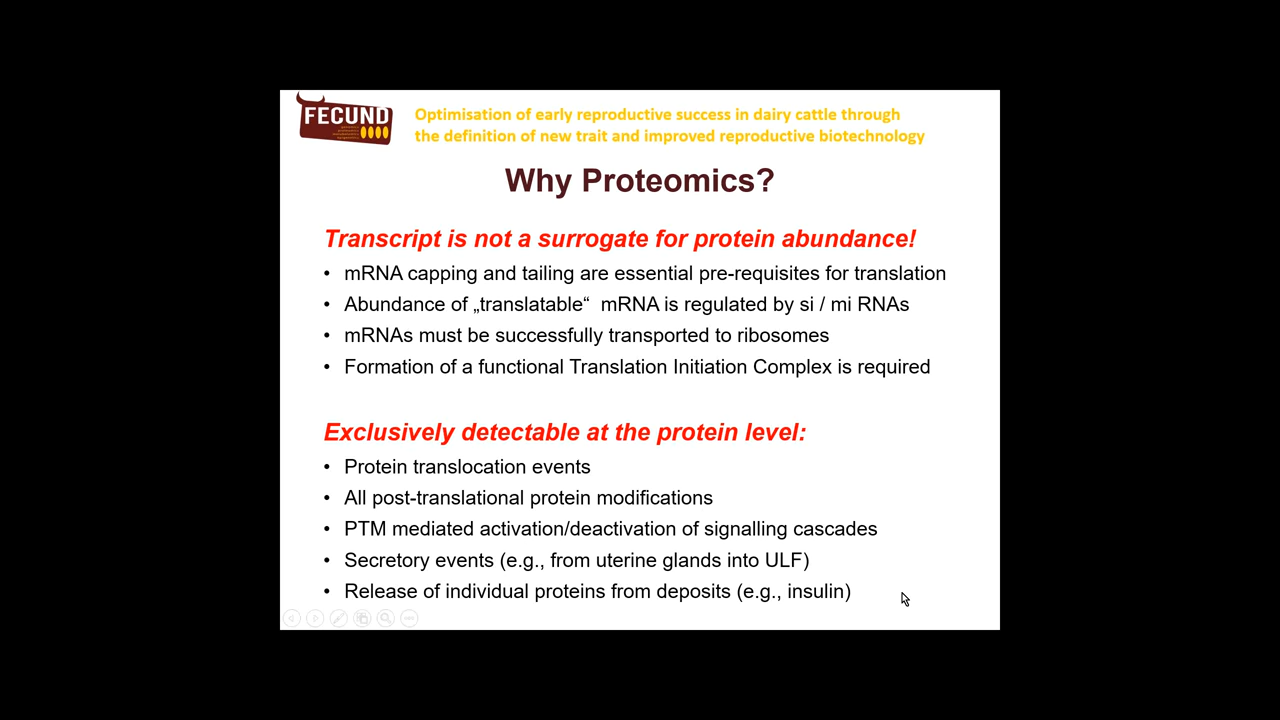 FECUND
Optimisation of early reproductive success in dairy cattle through
the definition of new trait and improved reproductive biotechnology
Why Proteomics?
Transcript is not a surrogate for protein abundance!
• mRNA capping and tailing are essential pre-requisites for translation
• Abundance of „translatable“ mRNA is regulated by si / mi RNAs
• mRNAs must be successfully transported to ribosomes
• Formation of a functional Translation Initiation Complex is required
Exclusively detectable at the protein level:
• Protein translocation events
• All post-translational protein modifications
• PTM mediated activation/deactivation of signalling cascades
• Secretory events (e.g., from uterine glands into ULF)
• Release of individual proteins from deposits (e.g., insulin)